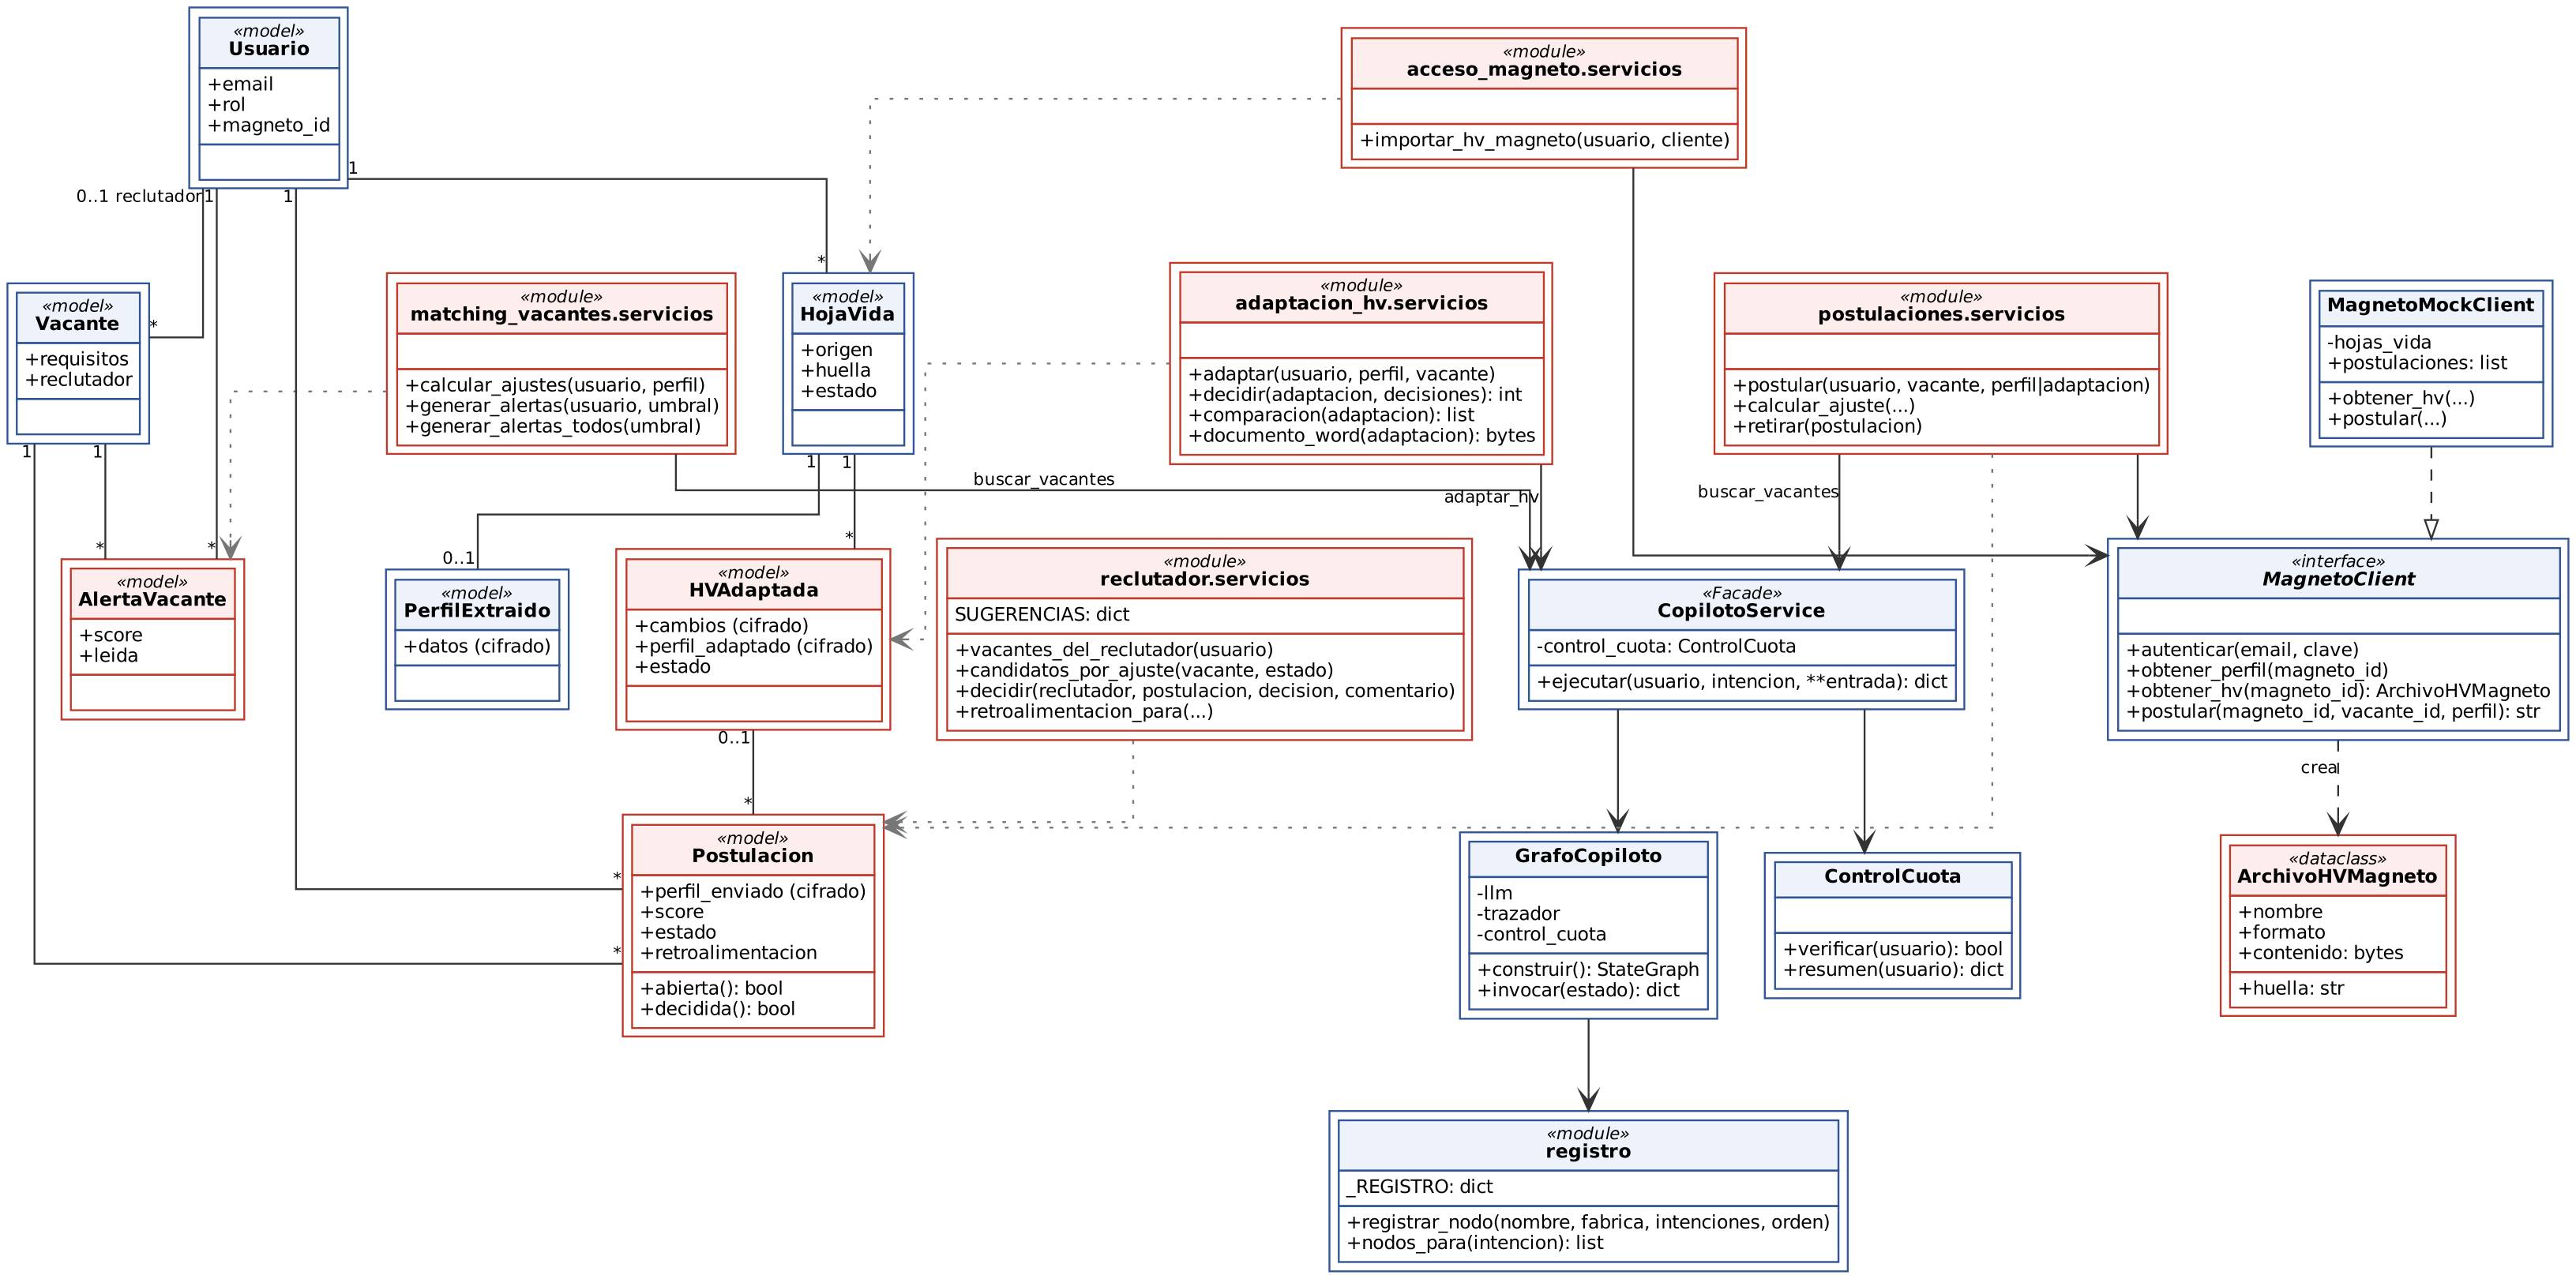 «model»
Usuario
+email
+rol
+magneto_id
«module»
acceso_magneto.servicios
+importar_hv_magneto(usuario, cliente)
1
0..1 reclutador
1
1
*
*
«model»
Vacante
+requisitos
+reclutador
«module»
matching_vacantes.servicios
+calcular_ajustes(usuario, perfil)
+generar_alertas(usuario, umbral)
+generar_alertas_todos(umbral)
«model»
HojaVida
+origen
+huella
+estado
«module»
adaptacion_hv.servicios
+adaptar(usuario, perfil, vacante)
+decidir(adaptacion, decisiones): int
+comparacion(adaptacion): list
+documento_word(adaptacion): bytes
«module»
postulaciones.servicios
+postular(usuario, vacante, perfil|adaptacion)
+calcular_ajuste(...)
+retirar(postulacion)
MagnetoMockClient
-hojas_vida
+postulaciones: list
+obtener_hv(...)
+postular(...)
1
1
1
1
buscar_vacantes
adaptar_hv
buscar_vacantes
*
*
0..1
*
«model»
AlertaVacante
+score
+leida
«model»
PerfilExtraido
+datos (cifrado)
«model»
HVAdaptada
+cambios (cifrado)
+perfil_adaptado (cifrado)
+estado
«module»
reclutador.servicios
SUGERENCIAS: dict
+vacantes_del_reclutador(usuario)
+candidatos_por_ajuste(vacante, estado)
+decidir(reclutador, postulacion, decision, comentario)
+retroalimentacion_para(...)
«Facade»
CopilotoService
-control_cuota: ControlCuota
+ejecutar(usuario, intencion, **entrada): dict
«interface»
MagnetoClient
+autenticar(email, clave)
+obtener_perfil(magneto_id)
+obtener_hv(magneto_id): ArchivoHVMagneto
+postular(magneto_id, vacante_id, perfil): str
0..1
crea
*
*
*
«model»
Postulacion
+perfil_enviado (cifrado)
+score
+estado
+retroalimentacion
+abierta(): bool
+decidida(): bool
GrafoCopiloto
-llm
-trazador
-control_cuota
+construir(): StateGraph
+invocar(estado): dict
ControlCuota
+verificar(usuario): bool
+resumen(usuario): dict
«dataclass»
ArchivoHVMagneto
+nombre
+formato
+contenido: bytes
+huella: str
«module»
registro
_REGISTRO: dict
+registrar_nodo(nombre, fabrica, intenciones, orden)
+nodos_para(intencion): list